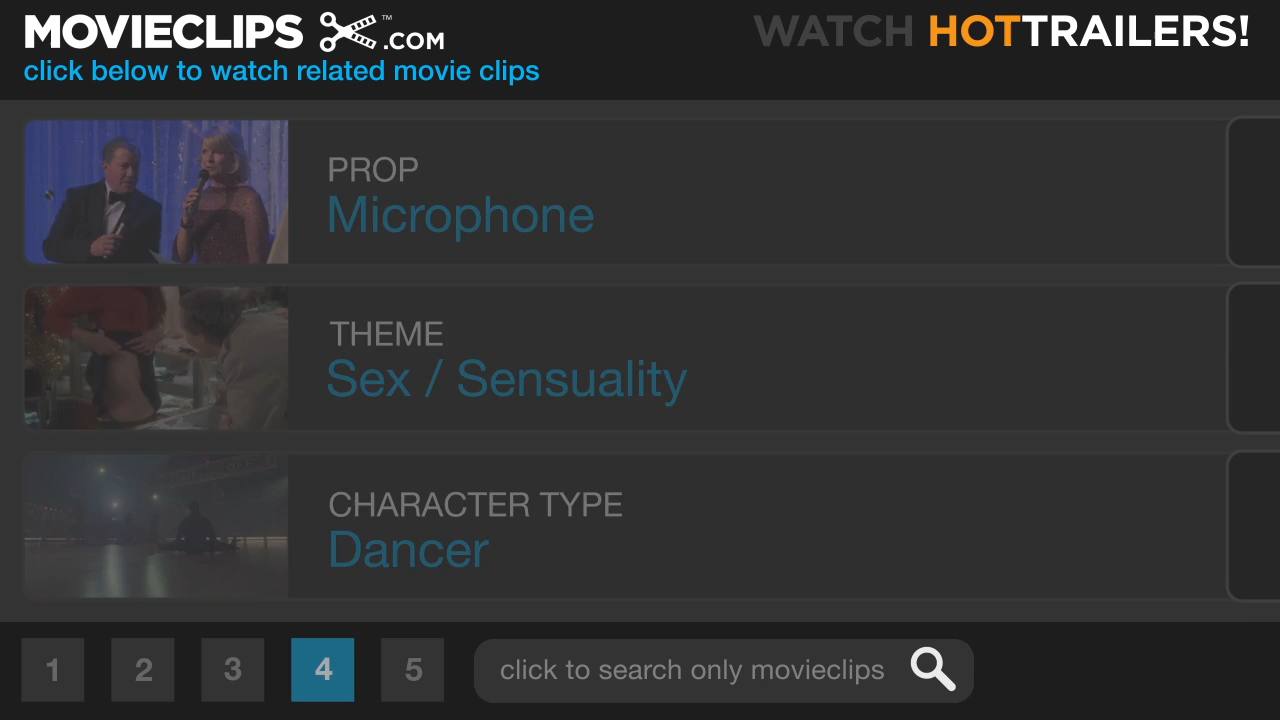 MOVIECLIPS ™ .COM
WATCH HOTTRAILERS!
click below to watch related movie clips
PROP
Microphone
THEME
Sex / Sensuality
CHARACTER TYPE
Dancer
1 2 3 4 5 click to search only movieclips